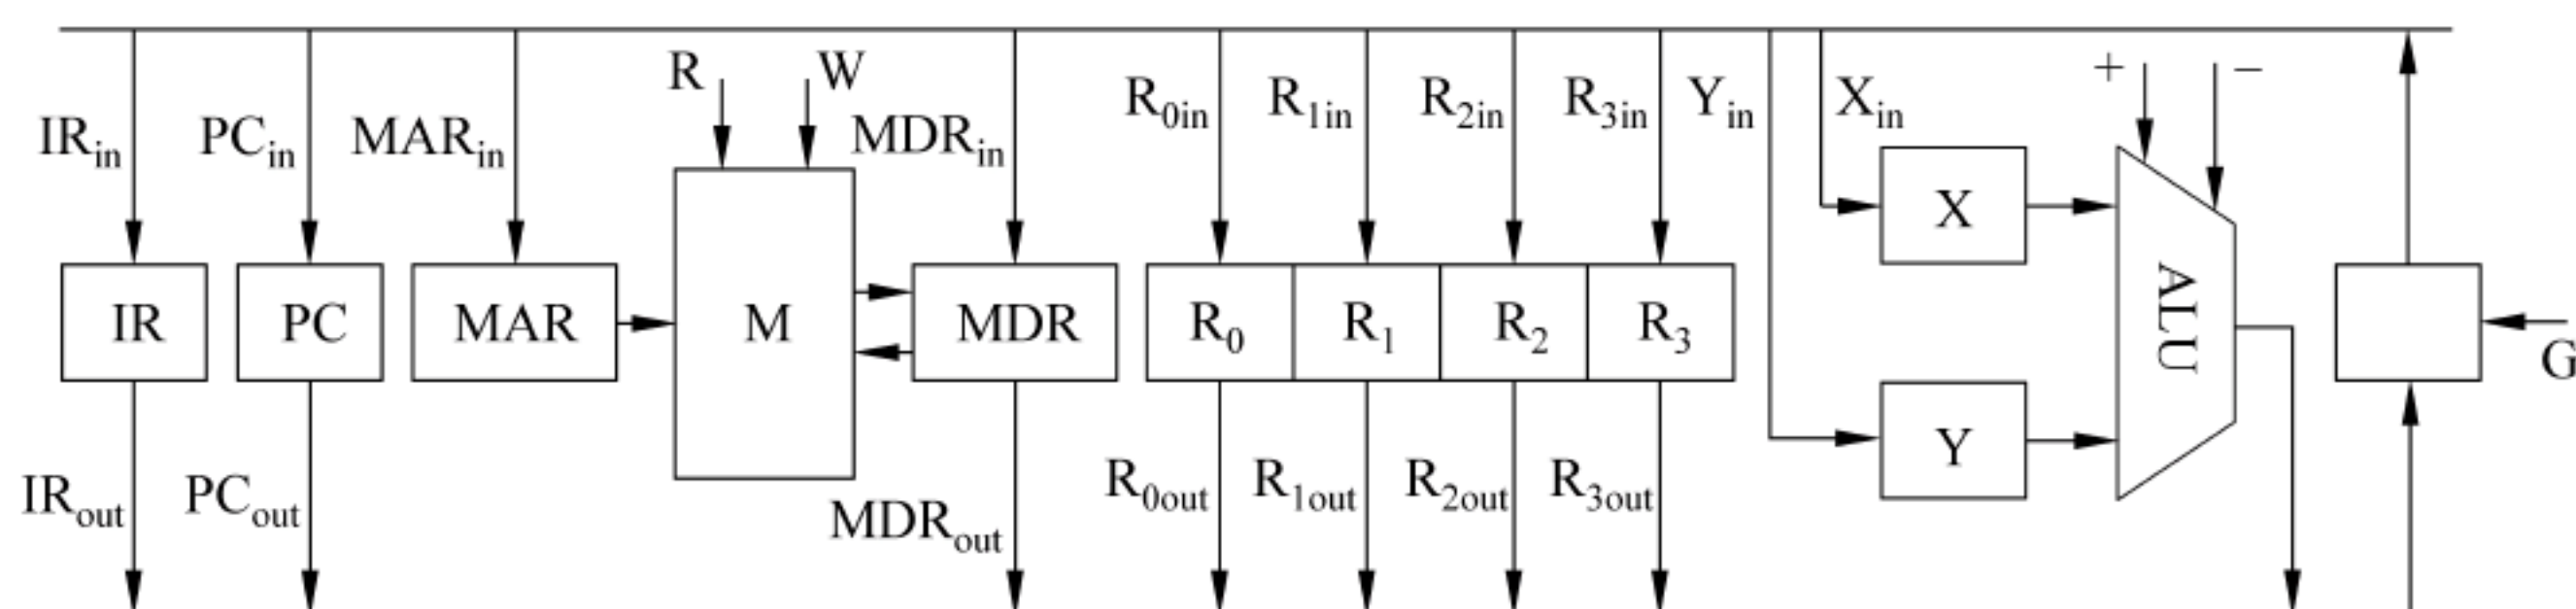 R W + −
IRin PCin MARin MDRin R0in R1in R2in R3in Yin Xin
X
IR PC MAR M MDR R0 R1 R2 R3 ALU
G
Y
IRout PCout MDRout R0out R1out R2out R3out